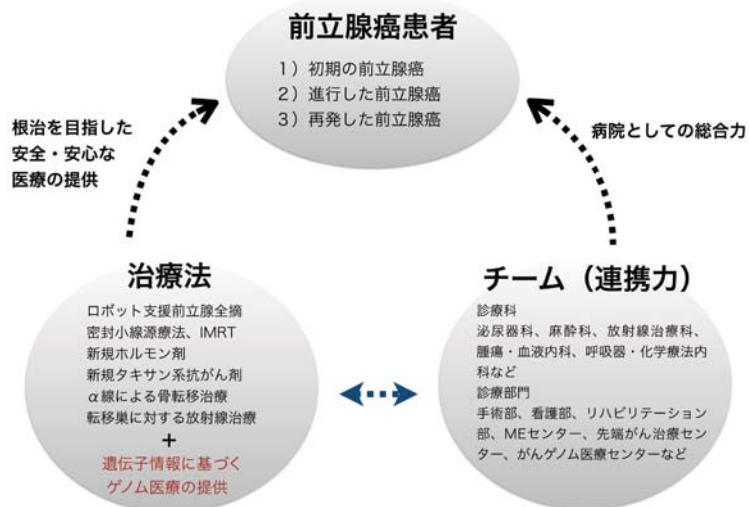 前立腺癌患者
1）初期の前立腺癌
2）進行した前立腺癌
3）再発した前立腺癌
根治を目指した
安全・安心な
医療の提供
病院としての総合力
治療法
ロボット支援前立腺全摘
密封小線源療法、IMRT
新規ホルモン剤
新規タキサン系抗がん剤
α線による骨転移治療
転移巣に対する放射線治療
+
遺伝子情報に基づく
ゲノム医療の提供
チーム（連携力）
診療科
泌尿器科、麻酔科、放射線治療科、
腫瘍・血液内科、呼吸器・化学療法内
科など
診療部門
手術部、看護部、リハビリテーション
部、MEセンター、先端がん治療セン
ター、がんゲノム医療センターなど